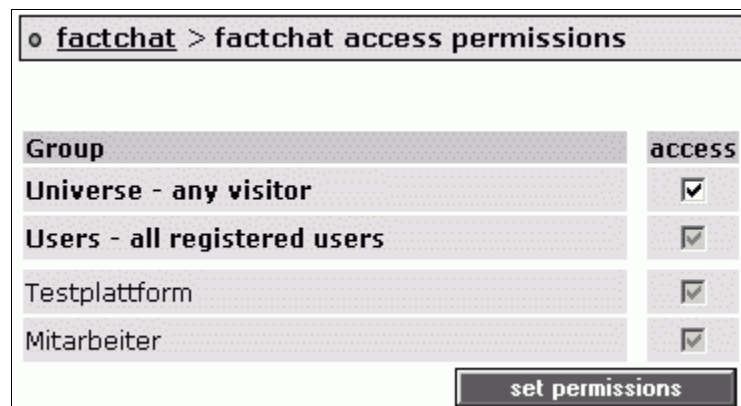 factchat > factchat access permissions
Group access
Universe - any visitor
Users - all registered users
Testplattform
Mitarbeiter
set permissions